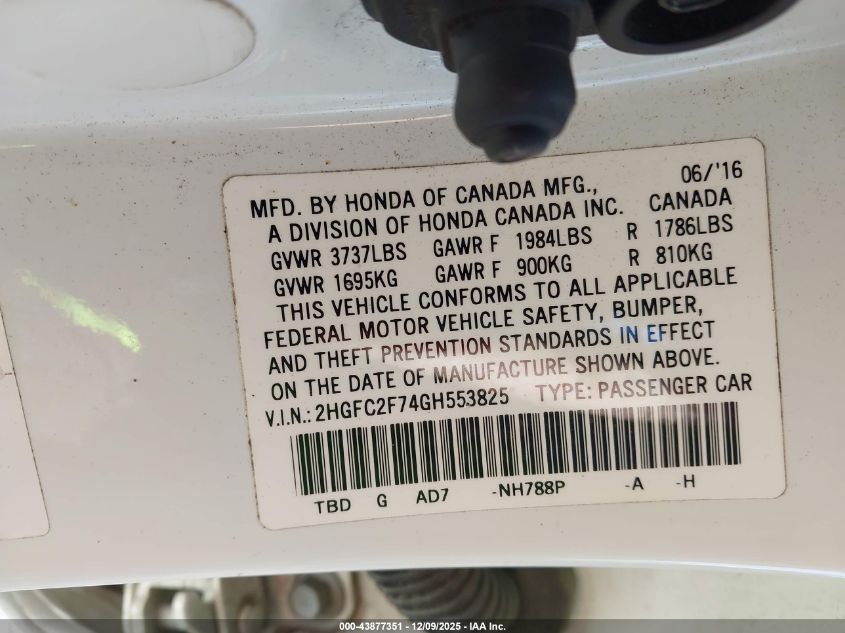 MFD. BY HONDA OF CANADA MFG., 06/'16
A DIVISION OF HONDA CANADA INC. CANADA
GVWR 3737LBS GAWR F 1984LBS R 1786LBS
GVWR 1695KG GAWR F 900KG R 810KG
THIS VEHICLE CONFORMS TO ALL APPLICABLE
FEDERAL MOTOR VEHICLE SAFETY, BUMPER,
AND THEFT PREVENTION STANDARDS IN EFFECT
ON THE DATE OF MANUFACTURE SHOWN ABOVE.
V.I.N.: 2HGFC2F74GH553825 TYPE: PASSENGER CAR
TBD G AD7 -NH788P -A -H
000-43877351 | 12/09/2025 - IAA Inc.